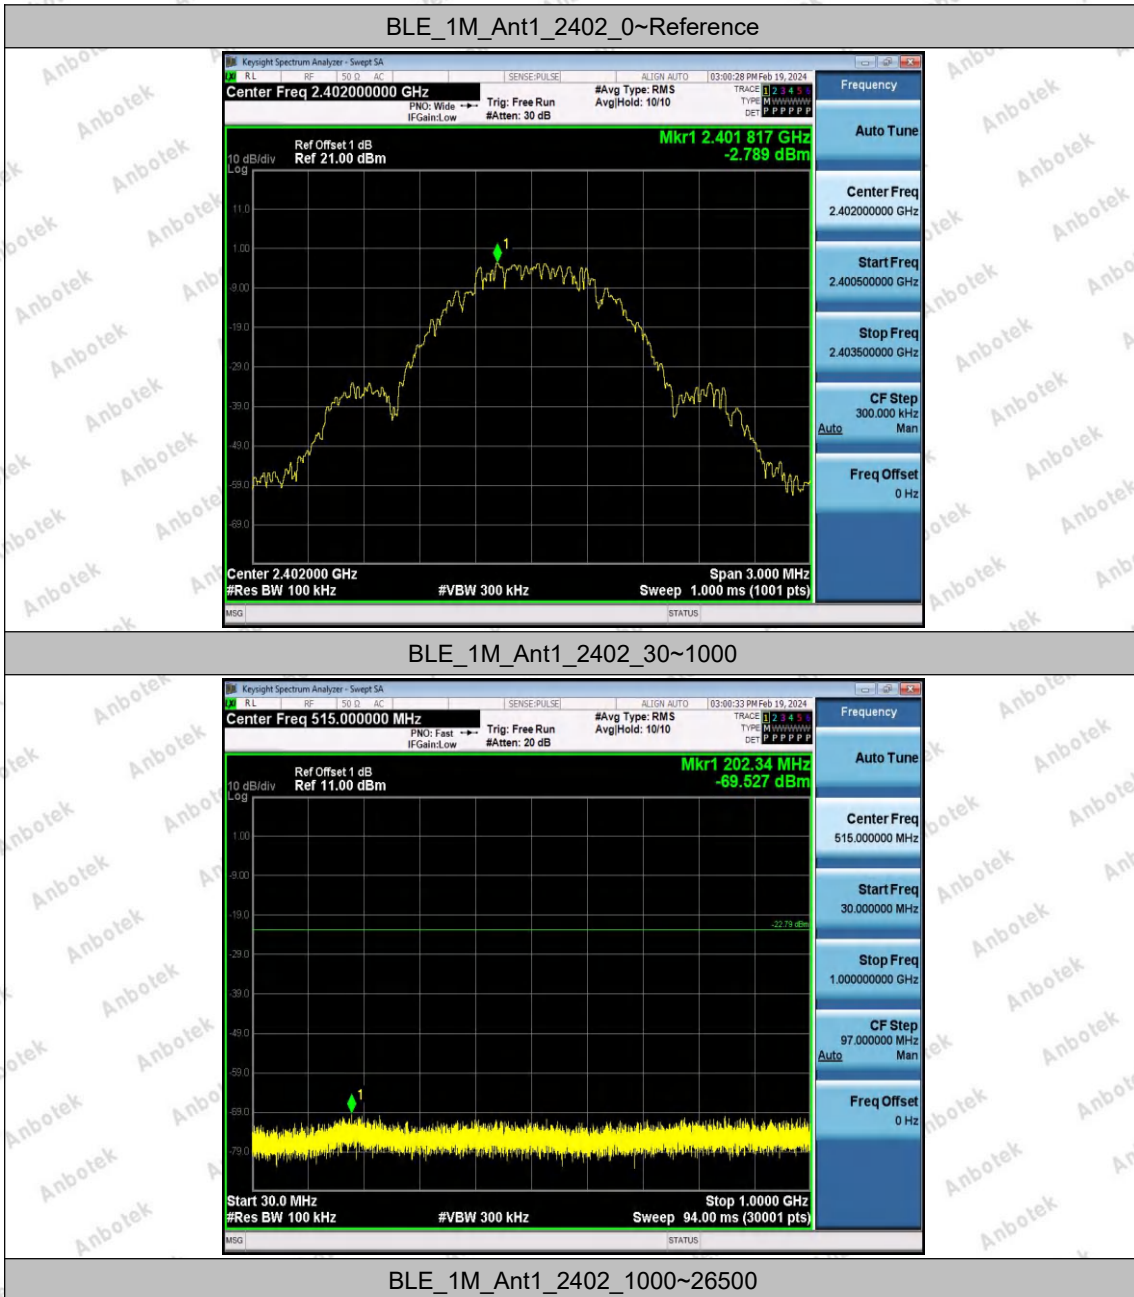 BLE_1M_Ant1_2402_0~Reference
Keysight Spectrum Analyzer - Swept SA
RL RF 50 Ω AC SENSE:PULSE ALIGN AUTO 03:00:28 PM Feb 19, 2024
Center Freq 2.402000000 GHz
PNO: Wide
IFGain:Low
Trig: Free Run
#Atten: 30 dB
#Avg Type: RMS
Avg|Hold: 10/10
TRACE 1 2 3 4 5 6
TYPE M W W W W W
DET P P P P P P
Mkr1 2.401 817 GHz
-2.789 dBm
Ref Offset 1 dB
10 dB/div Ref 21.00 dBm
Log
11.0
1.00
-9.00
-19.0
-29.0
-39.0
-49.0
-59.0
-69.0
1
Center 2.402000 GHz Span 3.000 MHz
#Res BW 100 kHz #VBW 300 kHz Sweep 1.000 ms (1001 pts)
MSG STATUS
Frequency
Auto Tune
Center Freq
2.402000000 GHz
Start Freq
2.400500000 GHz
Stop Freq
2.403500000 GHz
CF Step
300.000 kHz
Auto Man
Freq Offset
0 Hz
BLE_1M_Ant1_2402_30~1000
Keysight Spectrum Analyzer - Swept SA
RL RF 50 Ω AC SENSE:PULSE ALIGN AUTO 03:00:33 PM Feb 19, 2024
Center Freq 515.000000 MHz
PNO: Fast
IFGain:Low
Trig: Free Run
#Atten: 20 dB
#Avg Type: RMS
Avg|Hold: 10/10
TRACE 1 2 3 4 5 6
TYPE M W W W W W
DET P P P P P P
Mkr1 202.34 MHz
-69.527 dBm
Ref Offset 1 dB
10 dB/div Ref 11.00 dBm
Log
1.00
-9.00
-19.0
-22.79 dBm
-29.0
-39.0
-49.0
-59.0
-69.0
-79.0
1
Start 30.0 MHz Stop 1.0000 GHz
#Res BW 100 kHz #VBW 300 kHz Sweep 94.00 ms (30001 pts)
MSG STATUS
Frequency
Auto Tune
Center Freq
515.000000 MHz
Start Freq
30.000000 MHz
Stop Freq
1.000000000 GHz
CF Step
97.000000 MHz
Auto Man
Freq Offset
0 Hz
BLE_1M_Ant1_2402_1000~26500
Anbotek